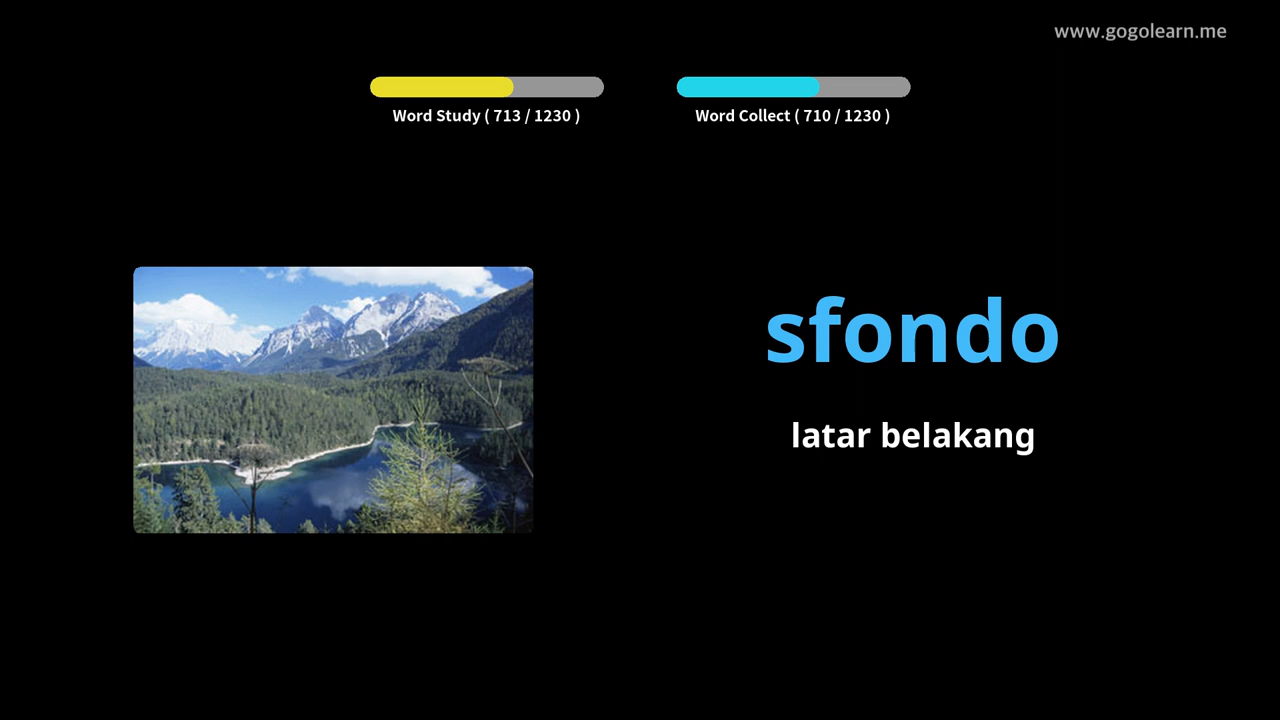 www.gogolearn.me
Word Study ( 713 / 1230 )
Word Collect ( 710 / 1230 )
sfondo
latar belakang